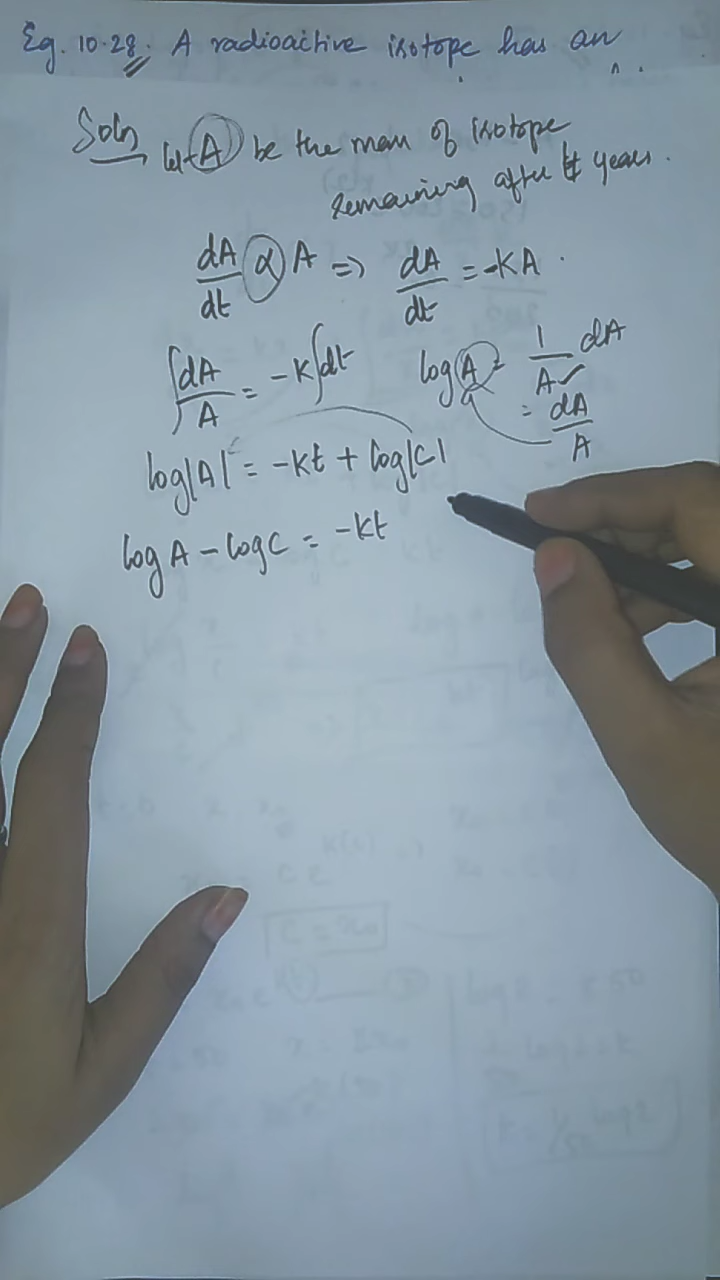 Eg. 10.28. A radioactive isotope has an
Soln let A be the mass of isotope
remaining after t years.
dA/dt ∝ A => dA/dt = -KA.
∫dA/A = -K∫dt
log A = 1/A dA
= dA/A
log|A| = -Kt + log|C|
log A - log C = -Kt